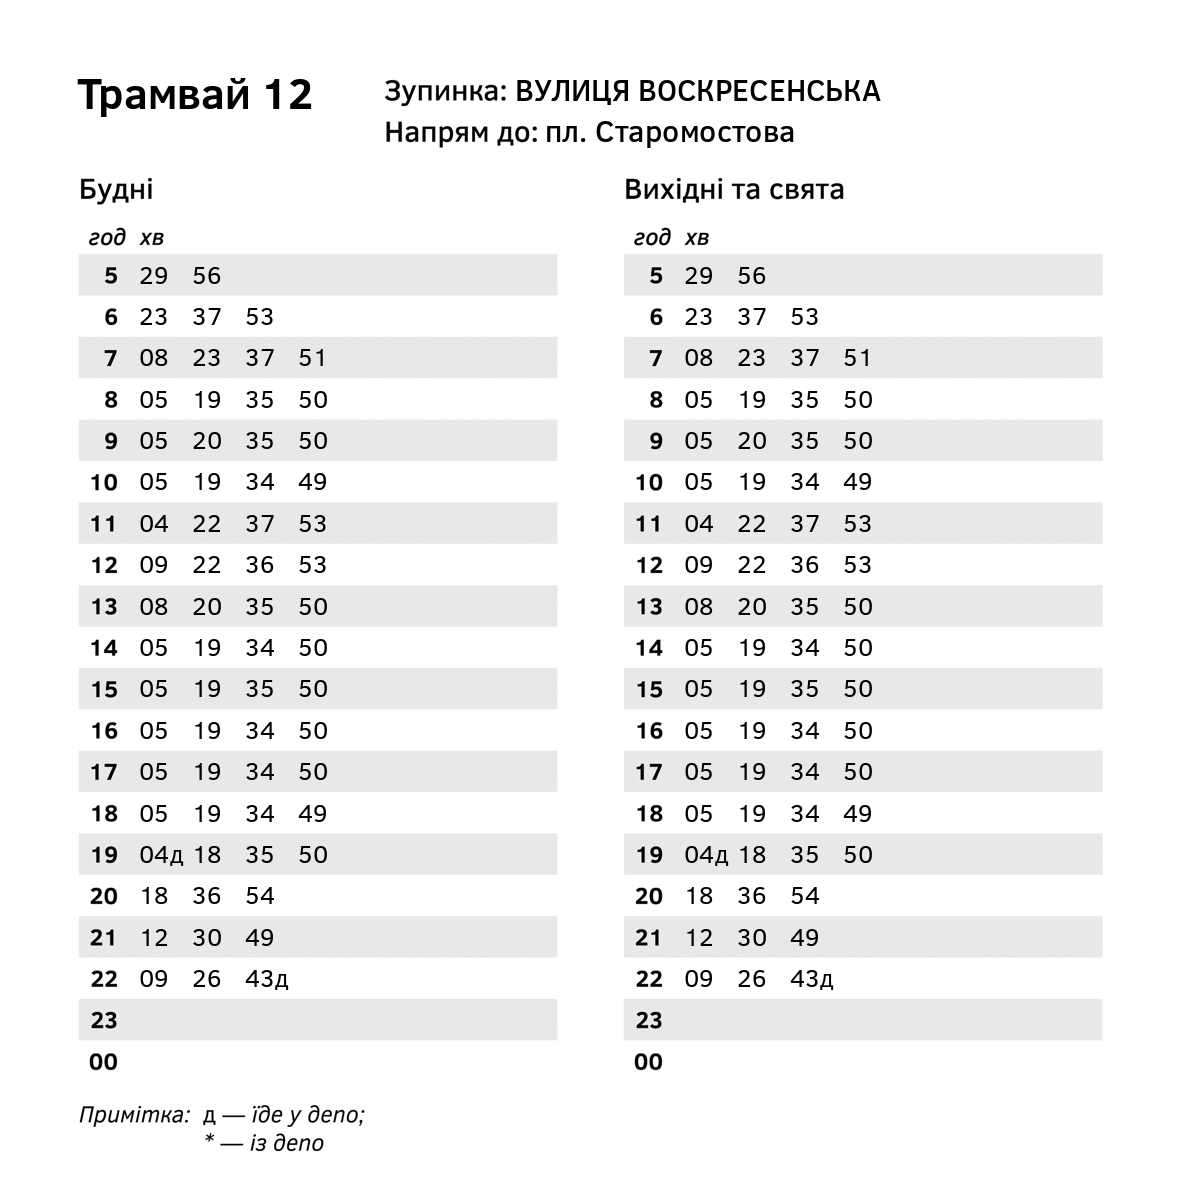 Трамвай 12
Зупинка: ВУЛИЦЯ ВОСКРЕСЕНСЬКА
Напрям до: пл. Старомостова
Будні
год хв
5 29 56
6 23 37 53
7 08 23 37 51
8 05 19 35 50
9 05 20 35 50
10 05 19 34 49
11 04 22 37 53
12 09 22 36 53
13 08 20 35 50
14 05 19 34 50
15 05 19 35 50
16 05 19 34 50
17 05 19 34 50
18 05 19 34 49
19 04д 18 35 50
20 18 36 54
21 12 30 49
22 09 26 43д
23
00
Вихідні та свята
год хв
5 29 56
6 23 37 53
7 08 23 37 51
8 05 19 35 50
9 05 20 35 50
10 05 19 34 49
11 04 22 37 53
12 09 22 36 53
13 08 20 35 50
14 05 19 34 50
15 05 19 35 50
16 05 19 34 50
17 05 19 34 50
18 05 19 34 49
19 04д 18 35 50
20 18 36 54
21 12 30 49
22 09 26 43д
23
00
Примітка: д — їде у депо;
* — із депо